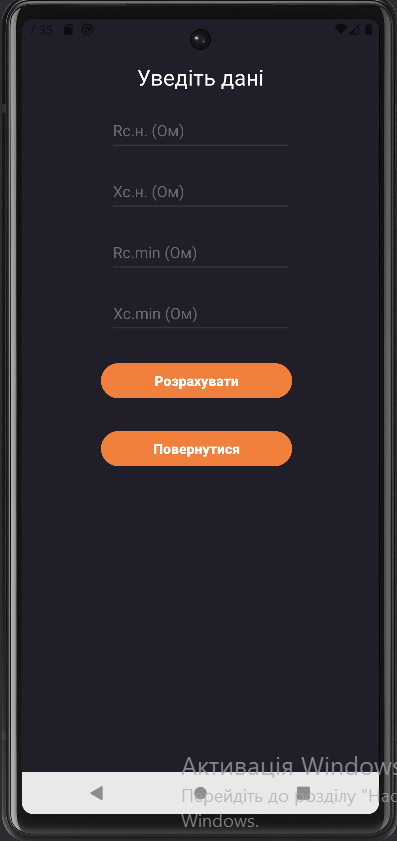 7:35
Уведіть дані
Rс.н. (Ом)
Xс.н. (Ом)
Rс.min (Ом)
Xс.min (Ом)
Розрахувати
Повернутися
Активація Windows
Перейдіть до розділу "Нас
Windows.